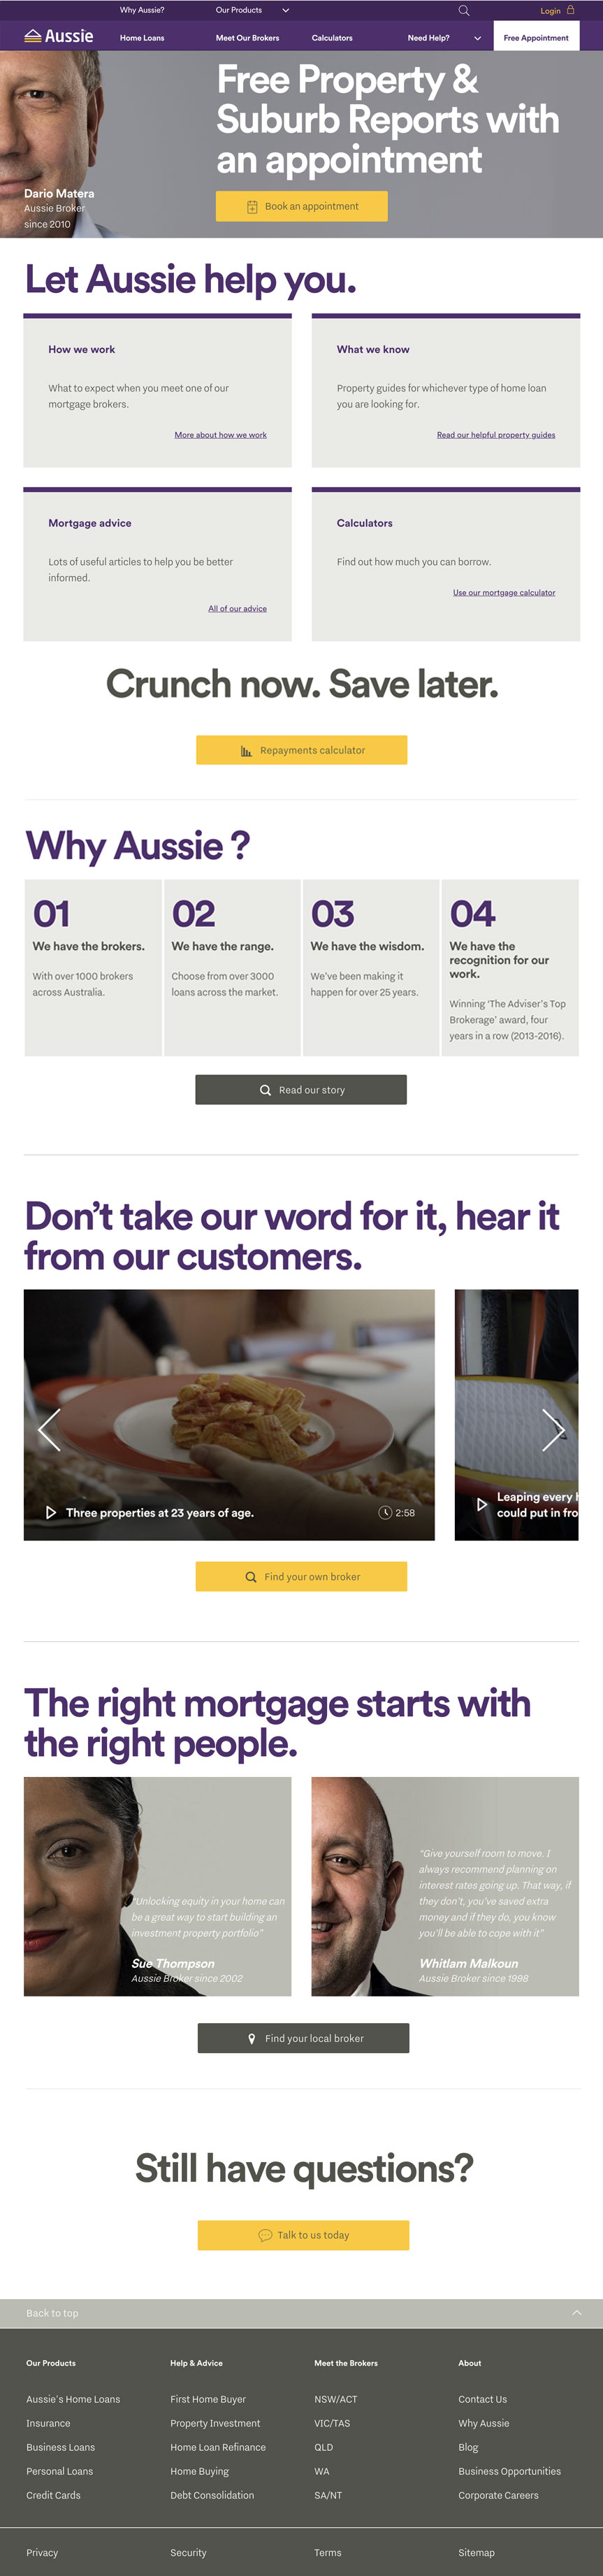 Why Aussie?
Our Products
Login
Aussie
Home Loans
Meet Our Brokers
Calculators
Need Help?
Free Appointment
Free Property &
Suburb Reports with
an appointment
Dario Matera
Aussie Broker
since 2010
Book an appointment
Let Aussie help you.
How we work
What to expect when you meet one of our
mortgage brokers.
More about how we work
What we know
Property guides for whichever type of home loan
you are looking for.
Read our helpful property guides
Mortgage advice
Lots of useful articles to help you be better
informed.
All of our advice
Calculators
Find out how much you can borrow.
Use our mortgage calculator
Crunch now. Save later.
Repayments calculator
Why Aussie ?
01
We have the brokers.
With over 1000 brokers
across Australia.
02
We have the range.
Choose from over 3000
loans across the market.
03
We have the wisdom.
We've been making it
happen for over 25 years.
04
We have the
recognition for our
work.
Winning 'The Adviser's Top
Brokerage' award, four
years in a row (2013-2016).
Read our story
Don't take our word for it, hear it
from our customers.
Three properties at 23 years of age.
2:58
Leaping every h
could put in fro
Find your own broker
The right mortgage starts with
the right people.
"Unlocking equity in your home can
be a great way to start building an
investment property portfolio"
Sue Thompson
Aussie Broker since 2002
"Give yourself room to move. I
always recommend planning on
interest rates going up. That way, if
they don't, you've saved extra
money and if they do, you know
you'll be able to cope with it"
Whitlam Malkoun
Aussie Broker since 1998
Find your local broker
Still have questions?
Talk to us today
Back to top
Our Products
Aussie's Home Loans
Insurance
Business Loans
Personal Loans
Credit Cards
Help & Advice
First Home Buyer
Property Investment
Home Loan Refinance
Home Buying
Debt Consolidation
Meet the Brokers
NSW/ACT
VIC/TAS
QLD
WA
SA/NT
About
Contact Us
Why Aussie
Blog
Business Opportunities
Corporate Careers
Privacy
Security
Terms
Sitemap